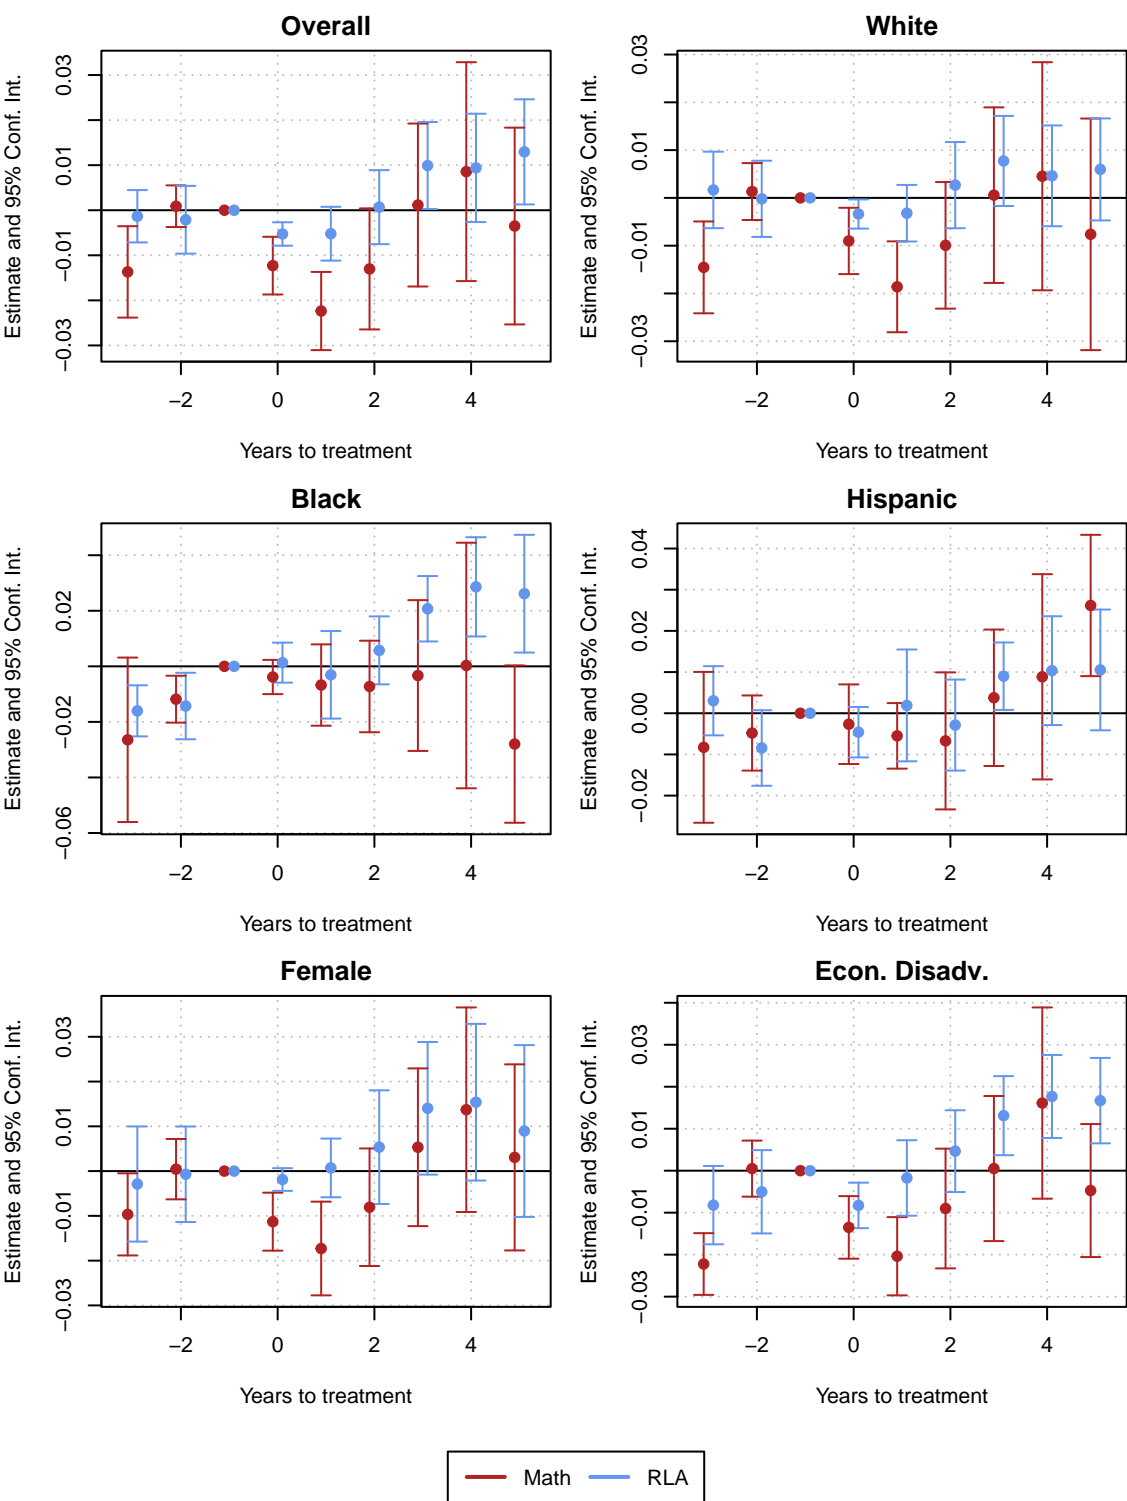 Overall
Estimate and 95% Conf. Int.
0.03
0.01
−0.01
−0.03
−2 0 2 4
Years to treatment
White
Estimate and 95% Conf. Int.
0.03
0.01
−0.01
−0.03
−2 0 2 4
Years to treatment
Black
Estimate and 95% Conf. Int.
0.02
−0.02
−0.06
−2 0 2 4
Years to treatment
Hispanic
Estimate and 95% Conf. Int.
0.04
0.02
0.00
−0.02
−2 0 2 4
Years to treatment
Female
Estimate and 95% Conf. Int.
0.03
0.01
−0.01
−0.03
−2 0 2 4
Years to treatment
Econ. Disadv.
Estimate and 95% Conf. Int.
0.03
0.01
−0.01
−0.03
−2 0 2 4
Years to treatment
Math RLA